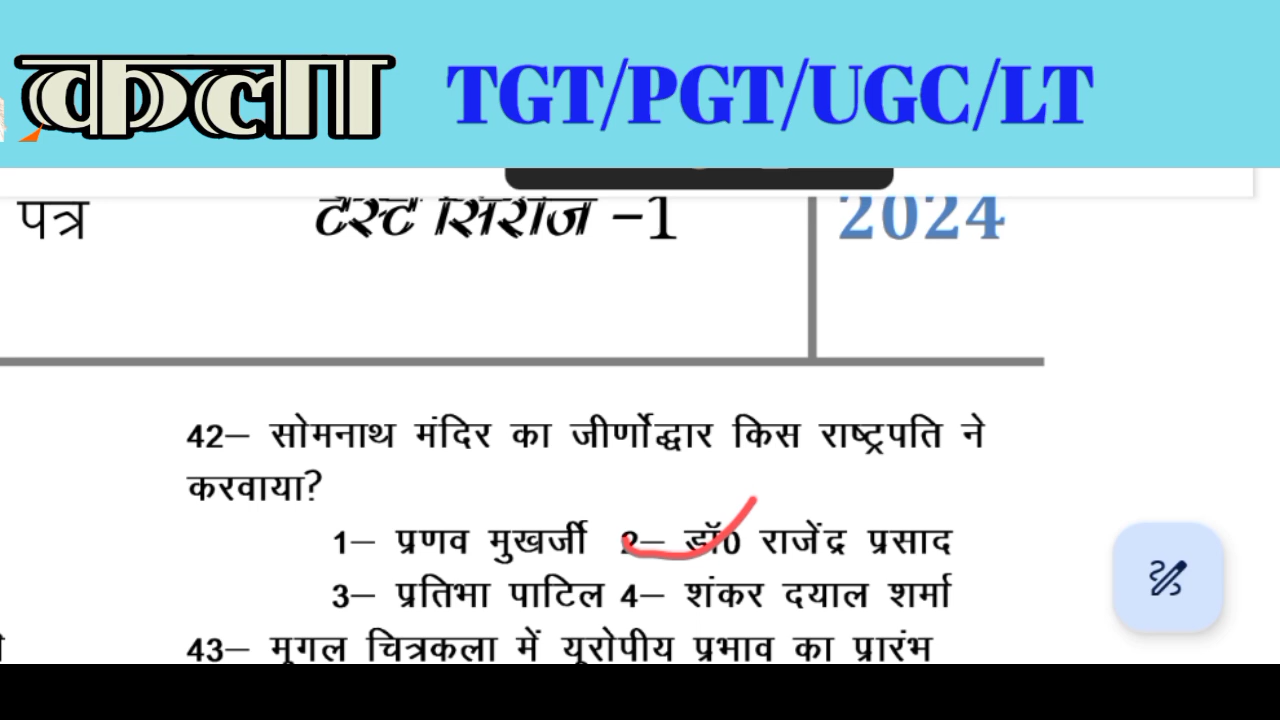 कला TGT/PGT/UGC/LT
पत्र टेस्ट सिरीज –1 2024
42– सोमनाथ मंदिर का जीर्णोद्धार किस राष्ट्रपति ने
करवाया?
1– प्रणव मुखर्जी 2– डॉ0 राजेंद्र प्रसाद
3– प्रतिभा पाटिल 4– शंकर दयाल शर्मा
43– मुगल चित्रकला में यूरोपीय प्रभाव का प्रारंभ